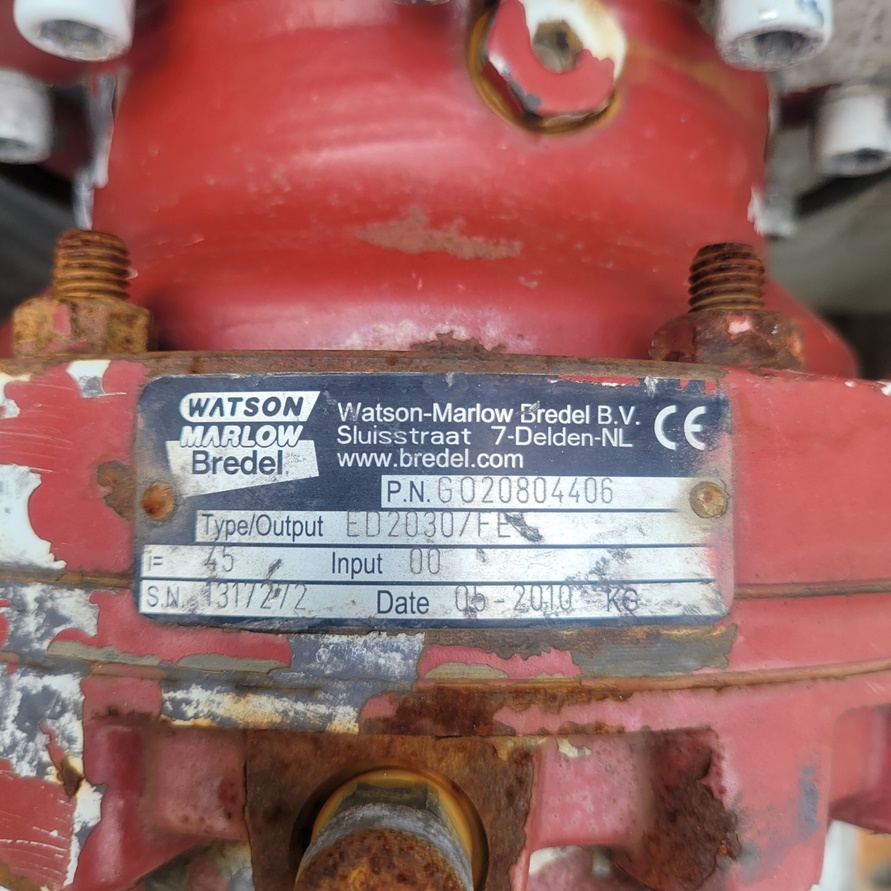 WATSON
MARLOW
Bredel
Watson-Marlow Bredel B.V.
Sluisstraat 7-Delden-NL
www.bredel.com
CE
P.N. G020804406
Type/Output ED2030/FE
i= 45 Input 00
S.N. 1317272 Date 05-2010 KG